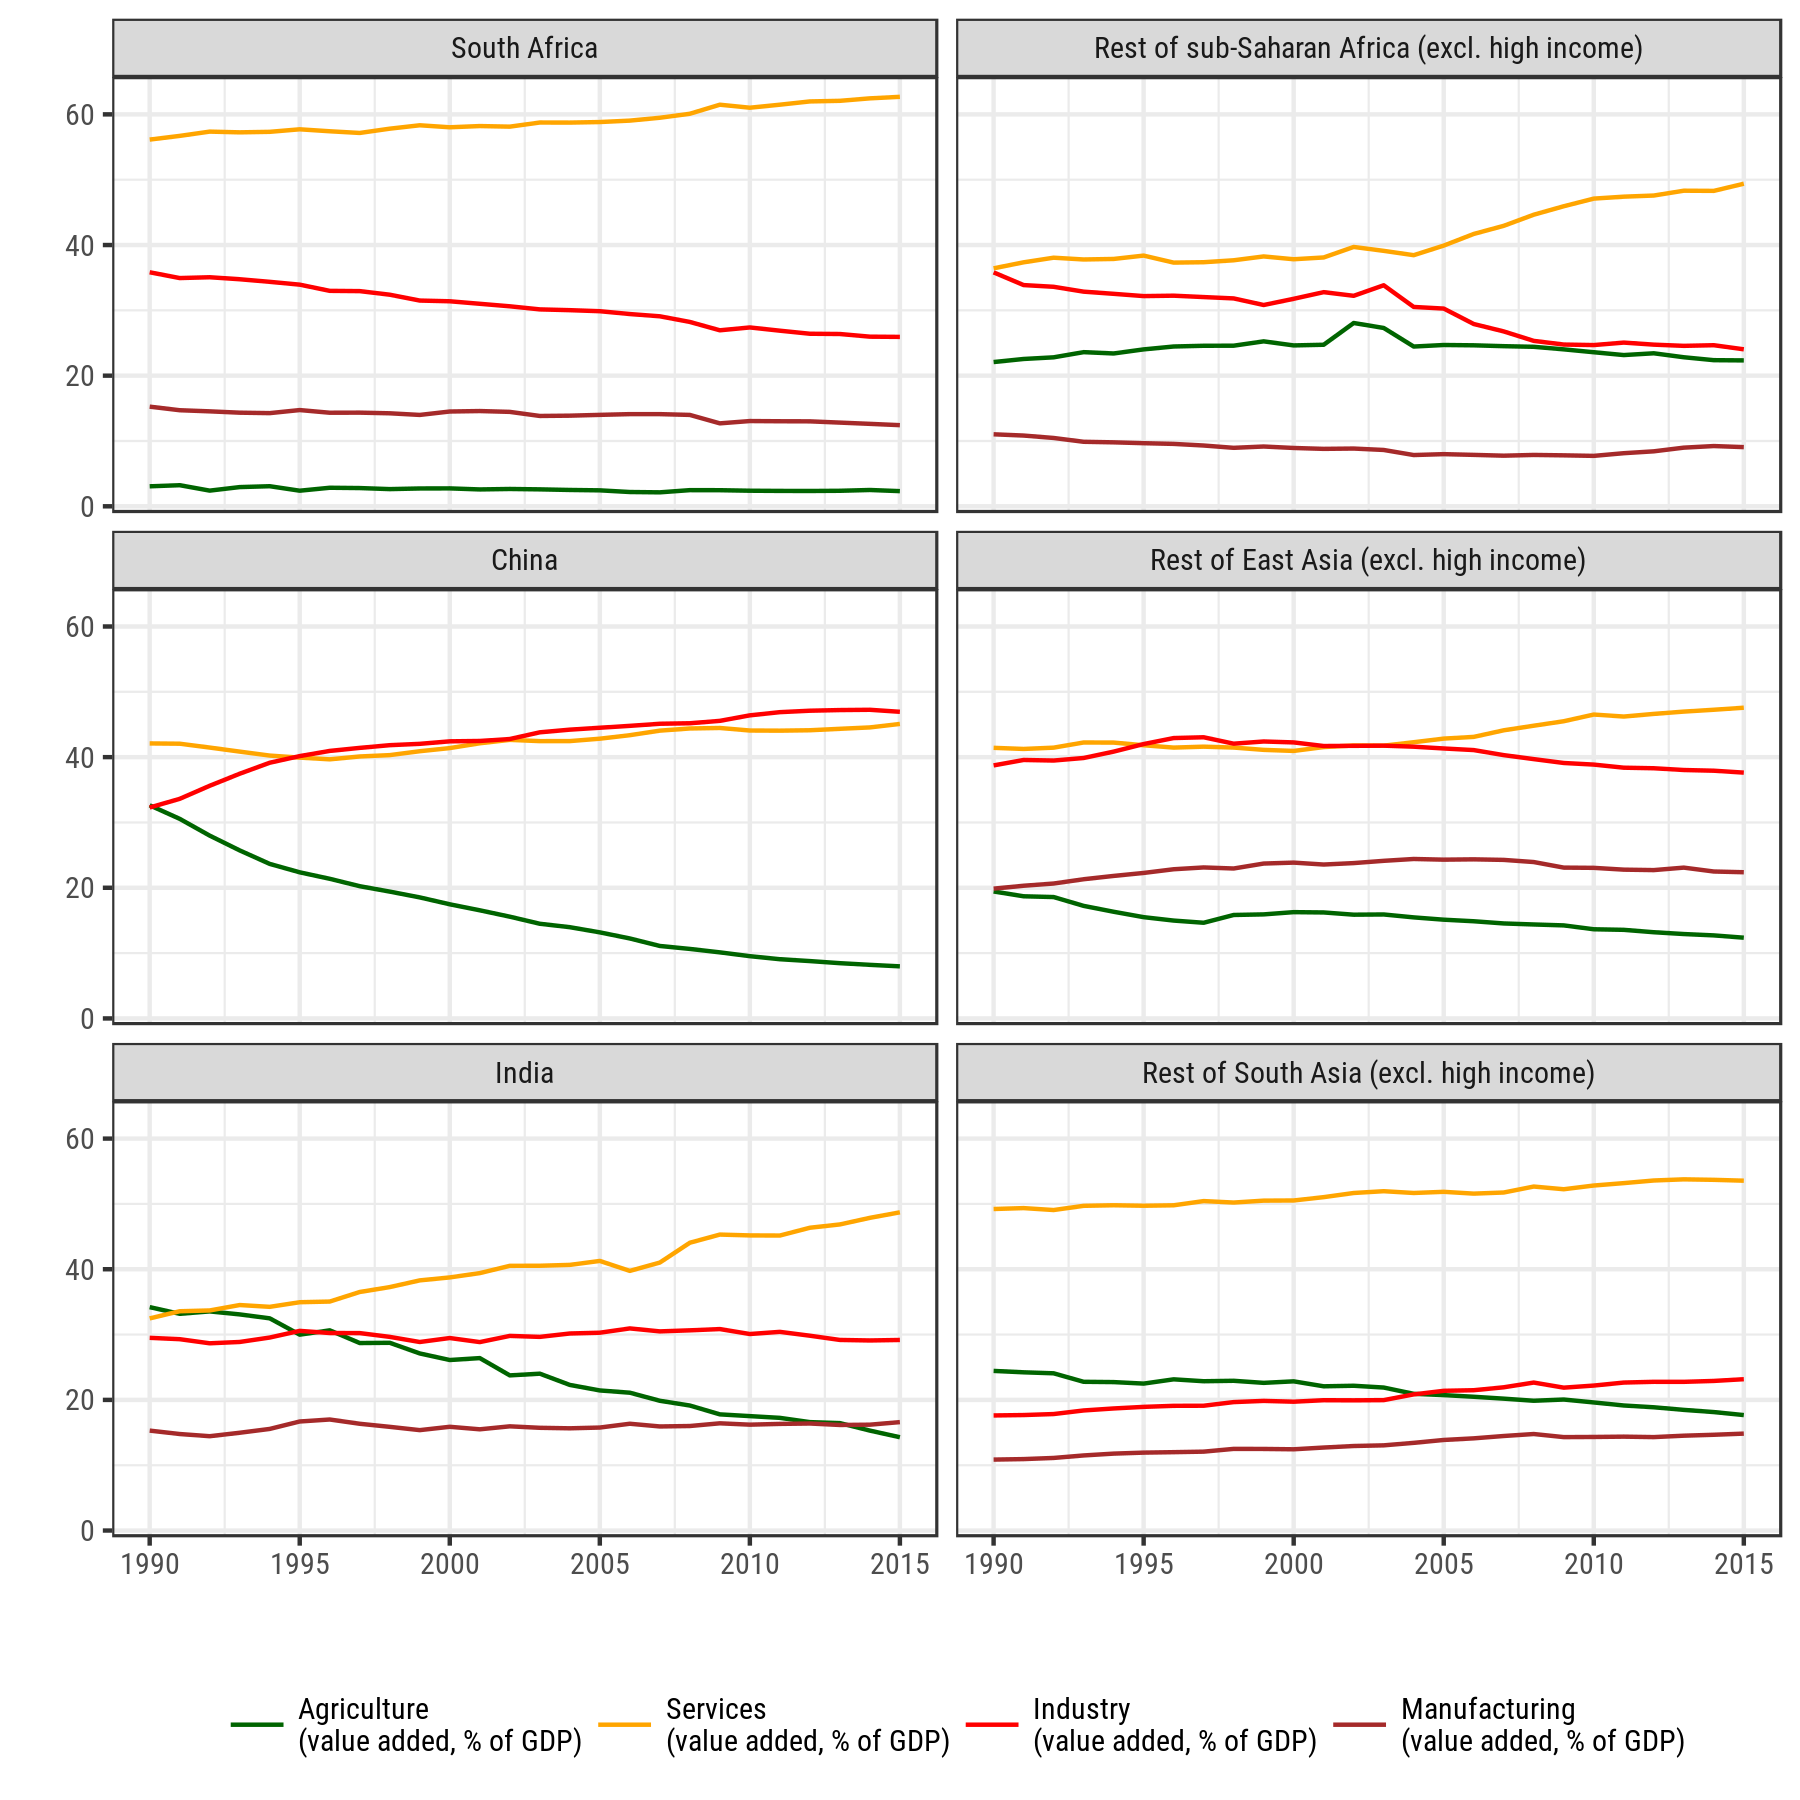 South Africa
Rest of sub-Saharan Africa (excl. high income)
60
40
20
0
China
Rest of East Asia (excl. high income)
60
40
20
0
India
Rest of South Asia (excl. high income)
60
40
20
0
1990 1995 2000 2005 2010 2015
1990 1995 2000 2005 2010 2015
Agriculture
(value added, % of GDP)
Services
(value added, % of GDP)
Industry
(value added, % of GDP)
Manufacturing
(value added, % of GDP)